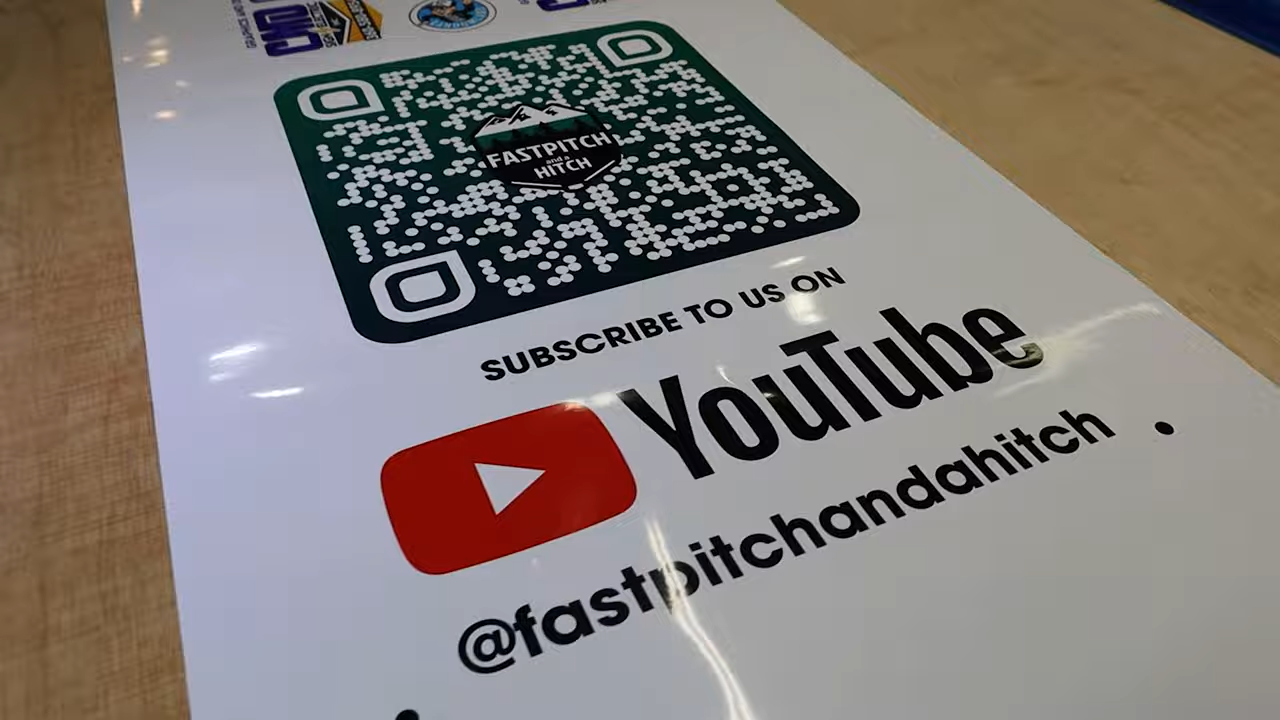 FASTPITCH
and a
HITCH
SUBSCRIBE TO US ON
YouTube
@fastpitchandahitch